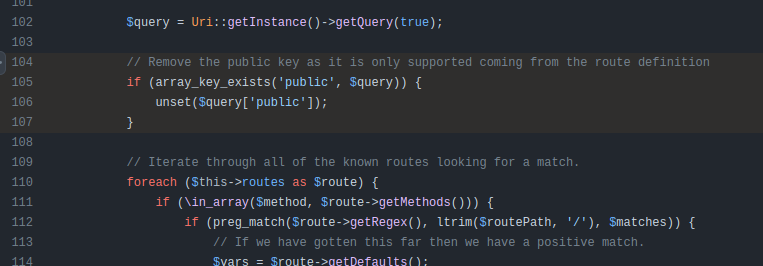 101
102 $query = Uri::getInstance()->getQuery(true);
103
104 // Remove the public key as it is only supported coming from the route definition
105 if (array_key_exists('public', $query)) {
106 unset($query['public']);
107 }
108
109 // Iterate through all of the known routes looking for a match.
110 foreach ($this->routes as $route) {
111 if (\in_array($method, $route->getMethods())) {
112 if (preg_match($route->getRegex(), ltrim($routePath, '/'), $matches)) {
113 // If we have gotten this far then we have a positive match.
114 $vars = $route->getDefaults();